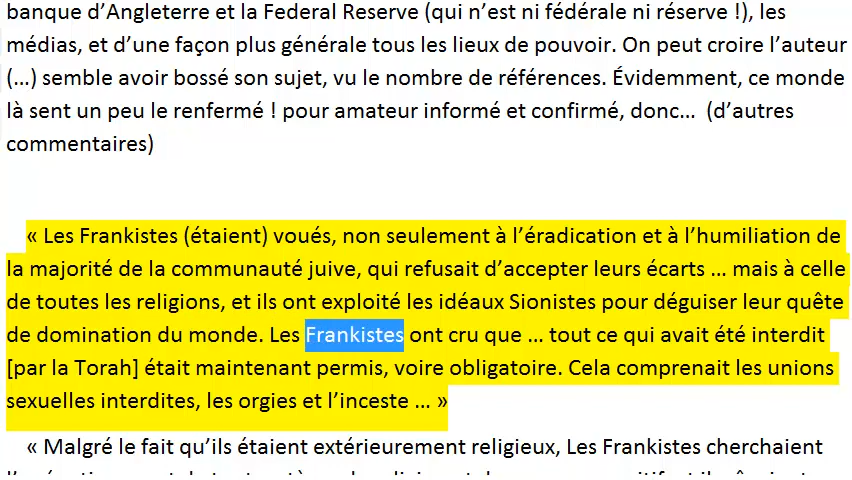 banque d’Angleterre et la Federal Reserve (qui n’est ni fédérale ni réserve !), les
médias, et d’une façon plus générale tous les lieux de pouvoir. On peut croire l’auteur
(…) semble avoir bossé son sujet, vu le nombre de références. Évidemment, ce monde
là sent un peu le renfermé ! pour amateur informé et confirmé, donc… (d’autres
commentaires)
« Les Frankistes (étaient) voués, non seulement à l’éradication et à l’humiliation de
la majorité de la communauté juive, qui refusait d’accepter leurs écarts … mais à celle
de toutes les religions, et ils ont exploité les idéaux Sionistes pour déguiser leur quête
de domination du monde. Les Frankistes ont cru que … tout ce qui avait été interdit
[par la Torah] était maintenant permis, voire obligatoire. Cela comprenait les unions
sexuelles interdites, les orgies et l’inceste … »
« Malgré le fait qu’ils étaient extérieurement religieux, Les Frankistes cherchaient